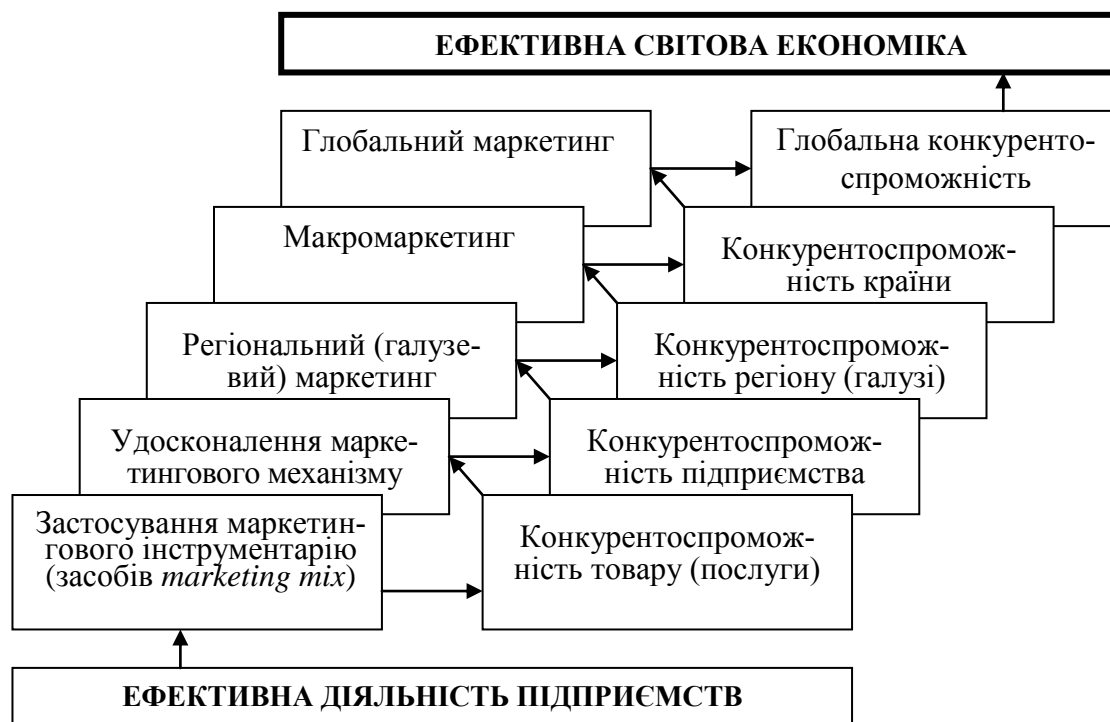 ЕФЕКТИВНА СВІТОВА ЕКОНОМІКА
Глобальний маркетинг
Глобальна конкуренто-
спроможність
Макромаркетинг
Конкурентоспромож-
ність країни
Регіональний (галузе-
вий) маркетинг
Конкурентоспромож-
ність регіону (галузі)
Удосконалення марке-
тингового механізму
Конкурентоспромож-
ність підприємства
Застосування маркетин-
гового інструментарію
(засобів marketing mix)
Конкурентоспромож-
ність товару (послуги)
ЕФЕКТИВНА ДІЯЛЬНІСТЬ ПІДПРИЄМСТВ